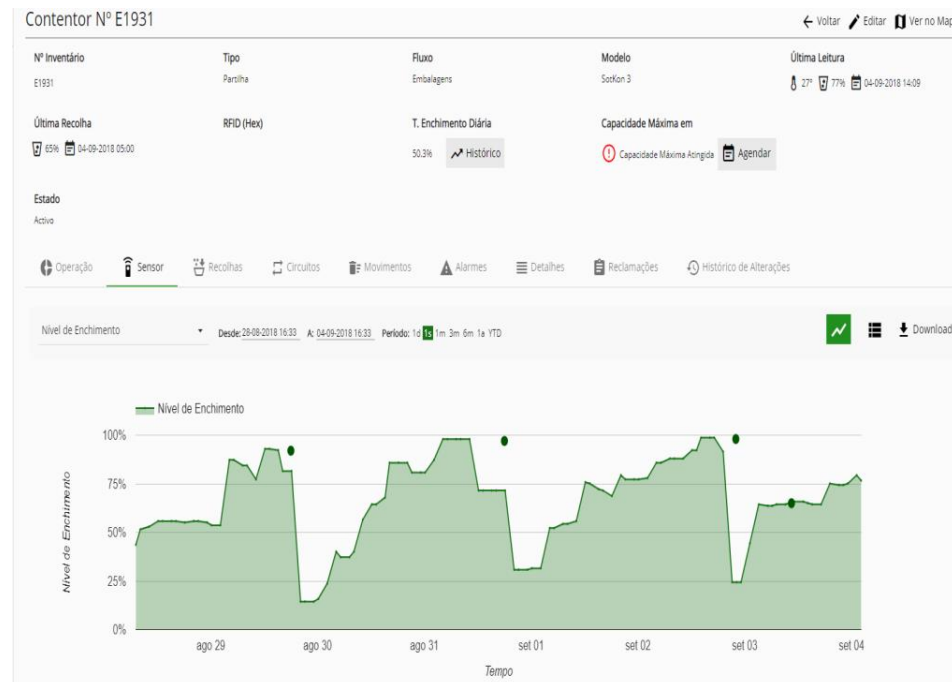 Contentor Nº E1931
Voltar Editar Ver no Map
Nº Inventário Tipo Fluxo Modelo Última Leitura
E1931 Partilha Embalagens SotKon 3 27º 77% 04-09-2018 14:09
Última Recolha RFID (Hex) T. Enchimento Diária Capacidade Máxima em
65% 04-09-2018 05:00 50.3% Histórico Capacidade Máxima Atingida Agendar
Estado
Activo
Operação Sensor Recolhas Circuitos Movimentos Alarmes Detalhes Reclamações Histórico de Alterações
Nível de Enchimento Desde: 28-08-2018 16:33 A: 04-09-2018 16:33 Período: 1d 1s 1m 3m 6m 1a YTD Download
Nível de Enchimento
100%
75%
50%
25%
0%
Nível de Enchimento
ago 29 ago 30 ago 31 set 01 set 02 set 03 set 04
Tempo